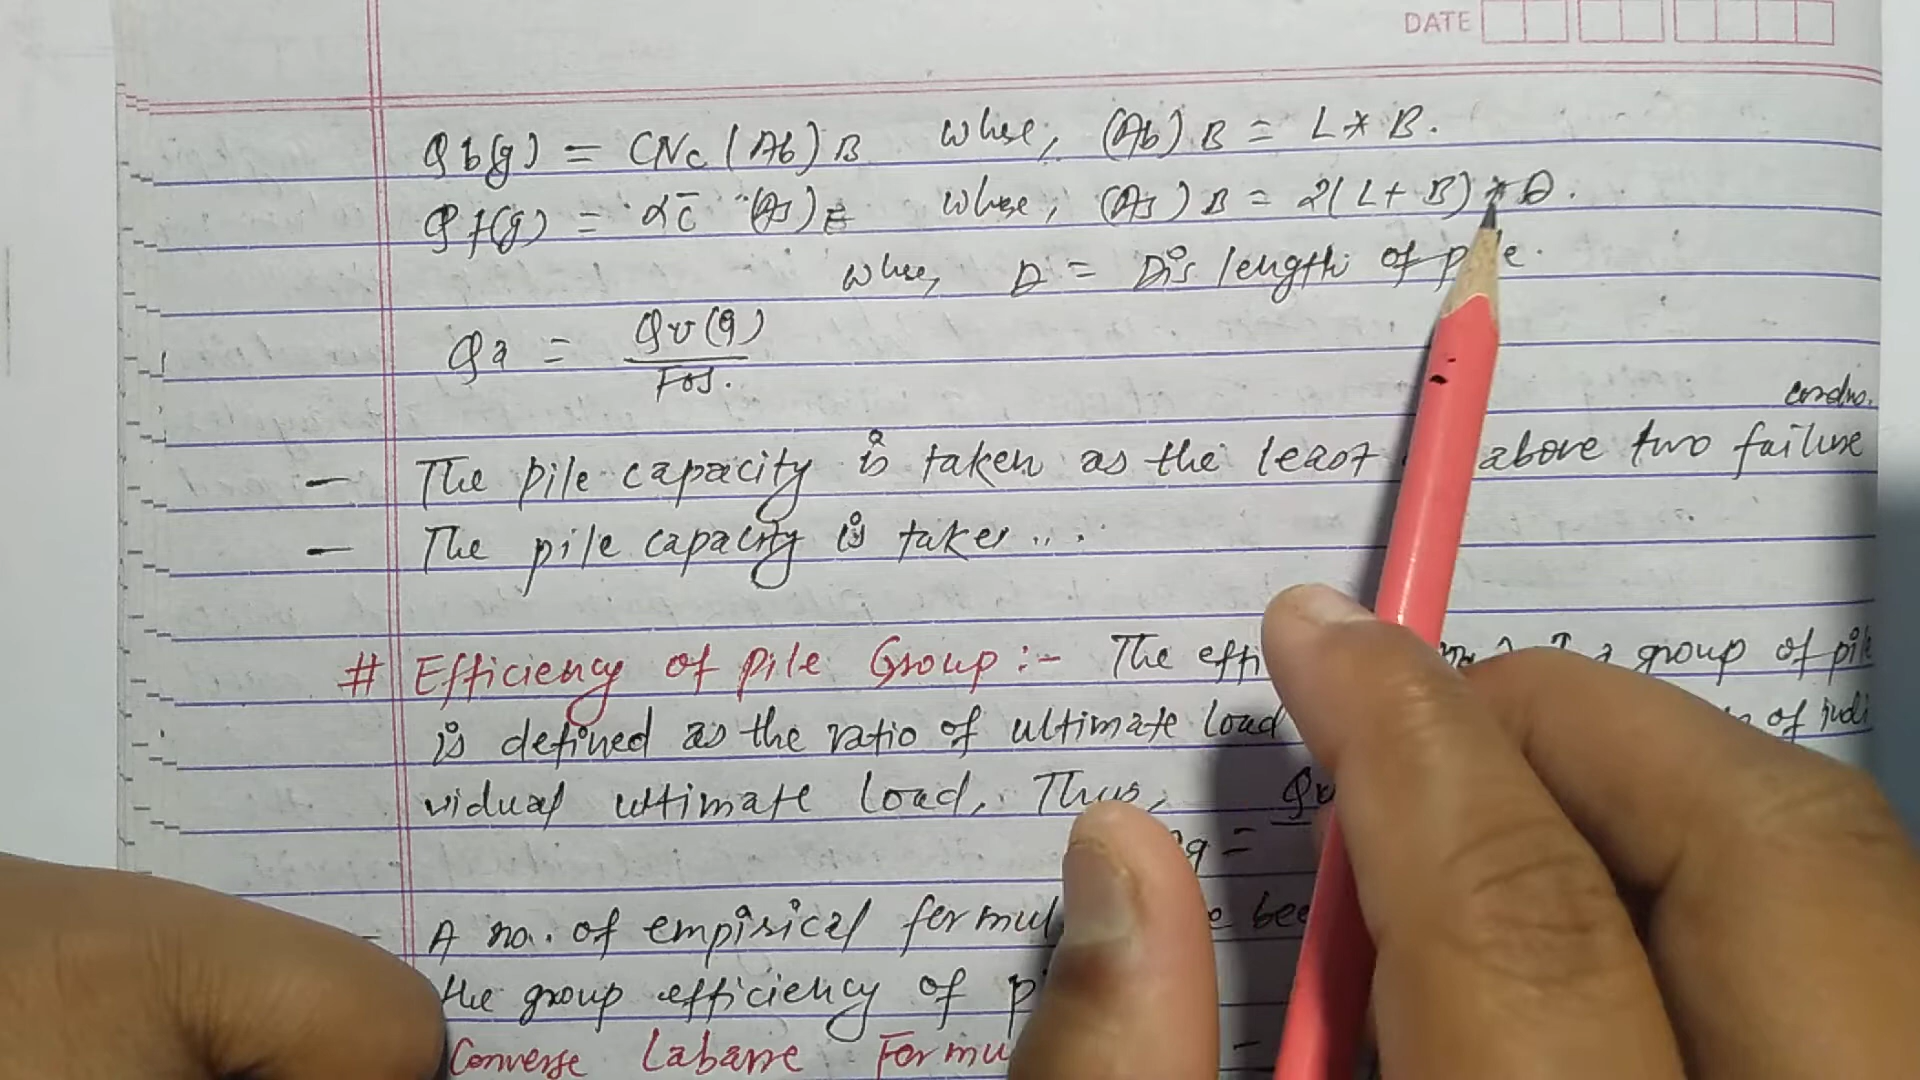 DATE
Qb(g) = CNc (Ab)B where, (Ab)B = L * B.
Qf(g) = α c̄ (As)B where, (As)B = 2(L + B) * D.
where, D = Dis length of pile.
Qa = Qu(g) / FOS.
condns.
— The pile capacity is taken as the least above two failure
— The pile capacity is taken ...
# Efficiency of pile Group :- The effi a group of pile
is defined as the ratio of ultimate load of indi
vidual ultimate load. Thus,
g =
A no. of empirical formul bee
the group efficiency of
Converse Labarre Formu